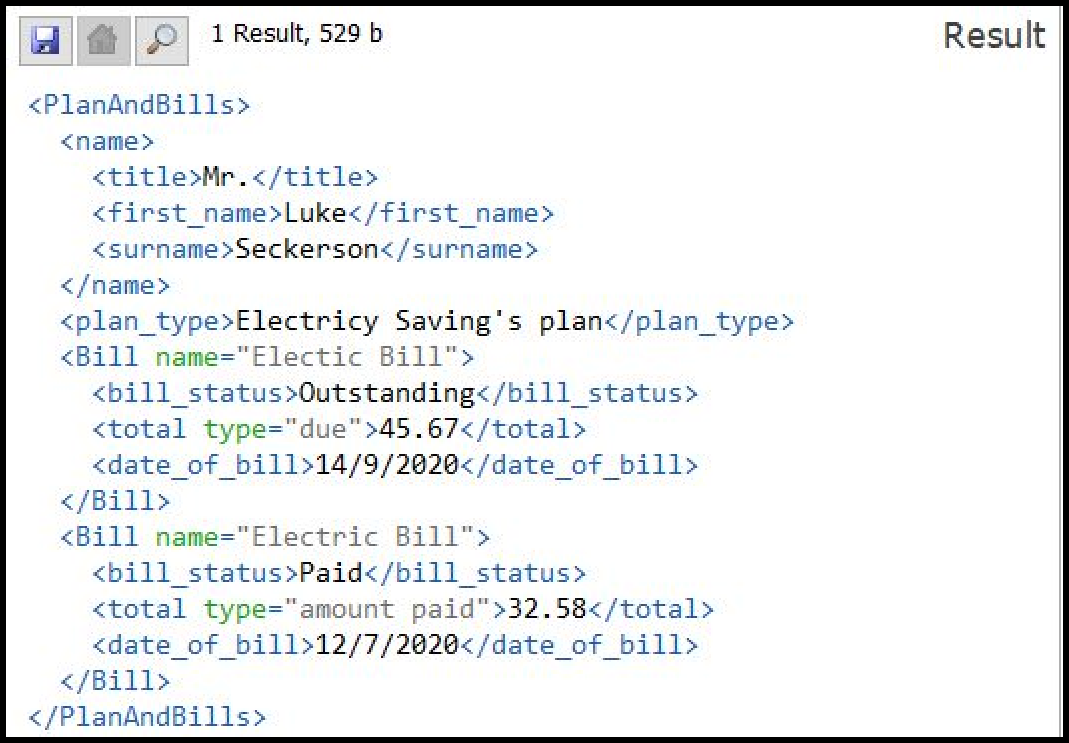 1 Result, 529 b
Result
<PlanAndBills>
<name>
<title>Mr.</title>
<first_name>Luke</first_name>
<surname>Seckerson</surname>
</name>
<plan_type>Electricy Saving's plan</plan_type>
<Bill name="Electic Bill">
<bill_status>Outstanding</bill_status>
<total type="due">45.67</total>
<date_of_bill>14/9/2020</date_of_bill>
</Bill>
<Bill name="Electric Bill">
<bill_status>Paid</bill_status>
<total type="amount paid">32.58</total>
<date_of_bill>12/7/2020</date_of_bill>
</Bill>
</PlanAndBills>